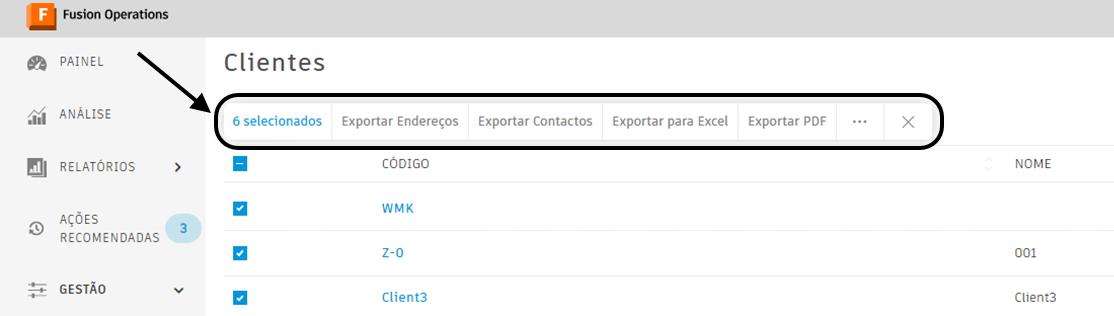 F Fusion Operations
PAINEL
ANÁLISE
RELATÓRIOS
AÇÕES
RECOMENDADAS 3
GESTÃO
Clientes
6 selecionados Exportar Endereços Exportar Contactos Exportar para Excel Exportar PDF ...
CÓDIGO NOME
WMK
Z-0 001
Client3 Client3